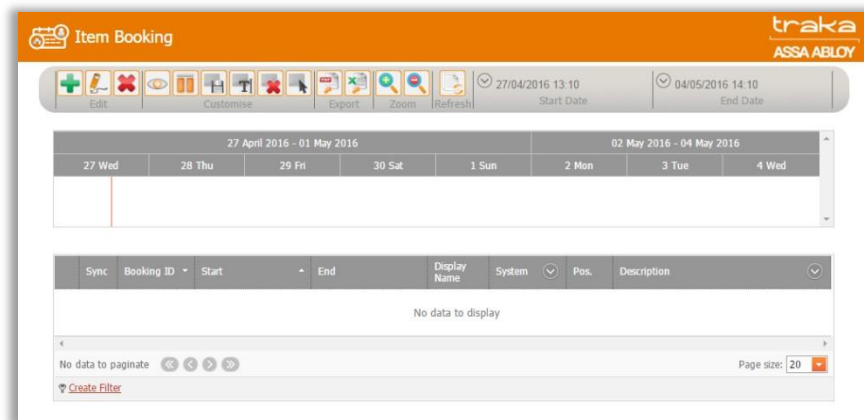 Item Booking
traka
ASSA ABLOY
27/04/2016 13:10
04/05/2016 14:10
Edit
Customise
Export
Zoom
Refresh
Start Date
End Date
27 April 2016 - 01 May 2016
02 May 2016 - 04 May 2016
27 Wed
28 Thu
29 Fri
30 Sat
1 Sun
2 Mon
3 Tue
4 Wed
Sync
Booking ID
Start
End
Display
Name
System
Pos.
Description
No data to display
No data to paginate
Page size: 20
Create Filter